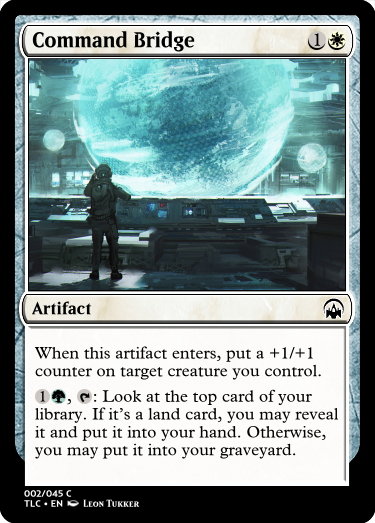 Command Bridge 1
Artifact
When this artifact enters, put a +1/+1
counter on target creature you control.
1 , : Look at the top card of your
library. If it's a land card, you may reveal
it and put it into your hand. Otherwise,
you may put it into your graveyard.
002/045 C
TLC • EN Leon Tukker